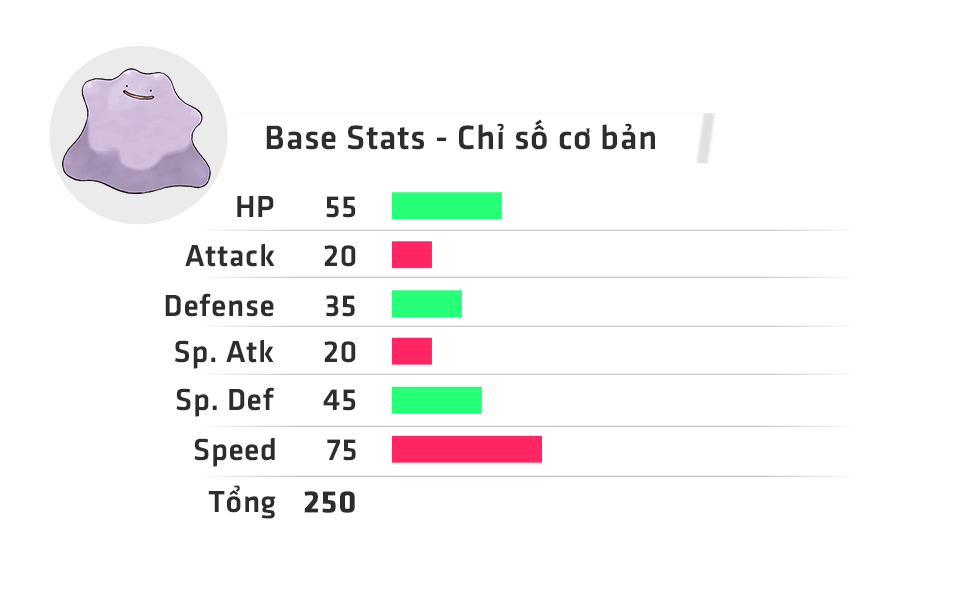 Base Stats - Chỉ số cơ bản
HP 55
Attack 20
Defense 35
Sp. Atk 20
Sp. Def 45
Speed 75
Tổng 250